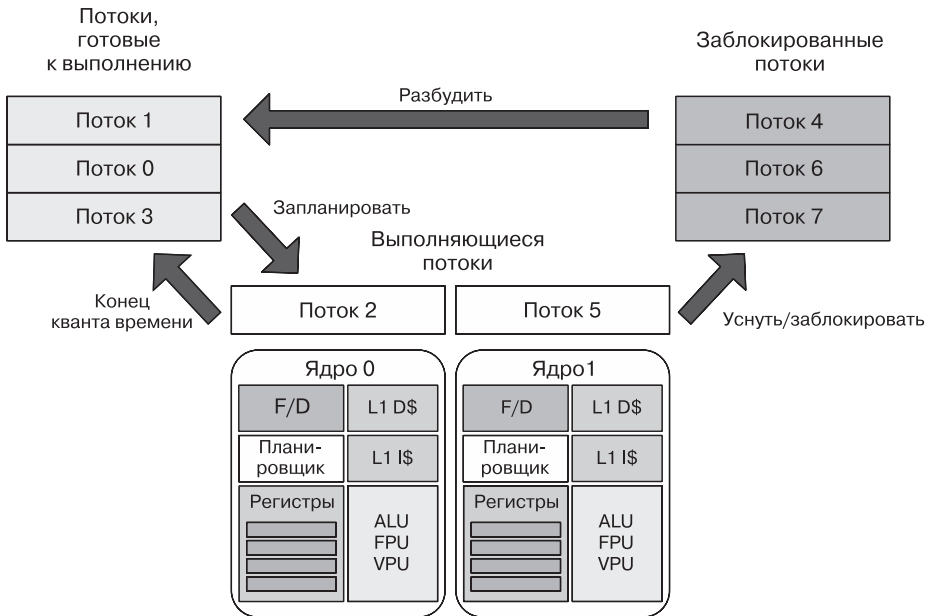 Потоки,
готовые
к выполнению
Заблокированные
потоки
Поток 1
Поток 0
Поток 3
Разбудить
Поток 4
Поток 6
Поток 7
Запланировать
Выполняющиеся
потоки
Конец
кванта времени
Поток 2
Поток 5
Уснуть/заблокировать
Ядро 0
F/D
L1 D$
Плани-
ровщик
L1 I$
Регистры
ALU
FPU
VPU
Ядро1
F/D
L1 D$
Плани-
ровщик
L1 I$
Регистры
ALU
FPU
VPU